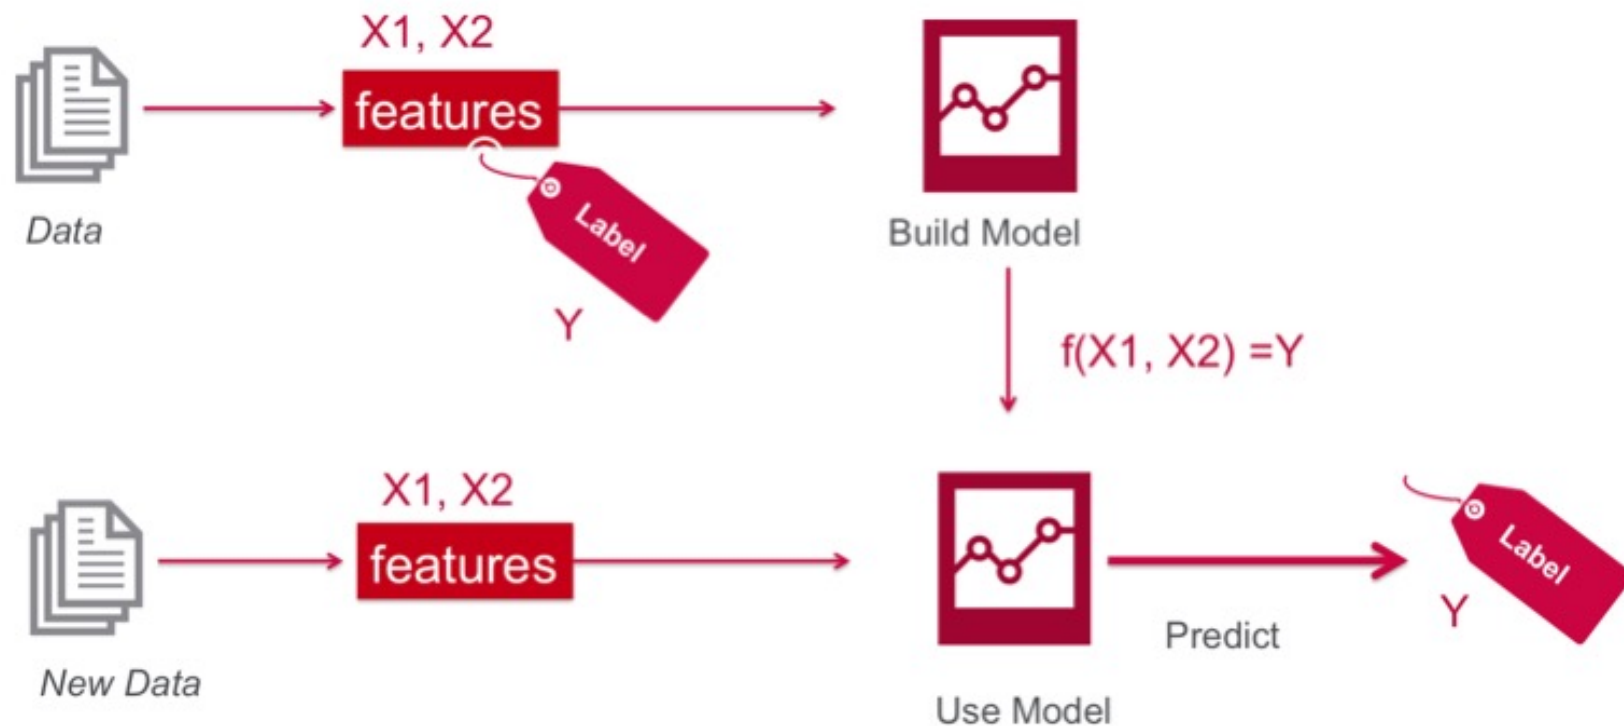 X1, X2
features
Label
Data
Build Model
Y
f(X1, X2) =Y
X1, X2
features
Label
Y
Predict
New Data
Use Model